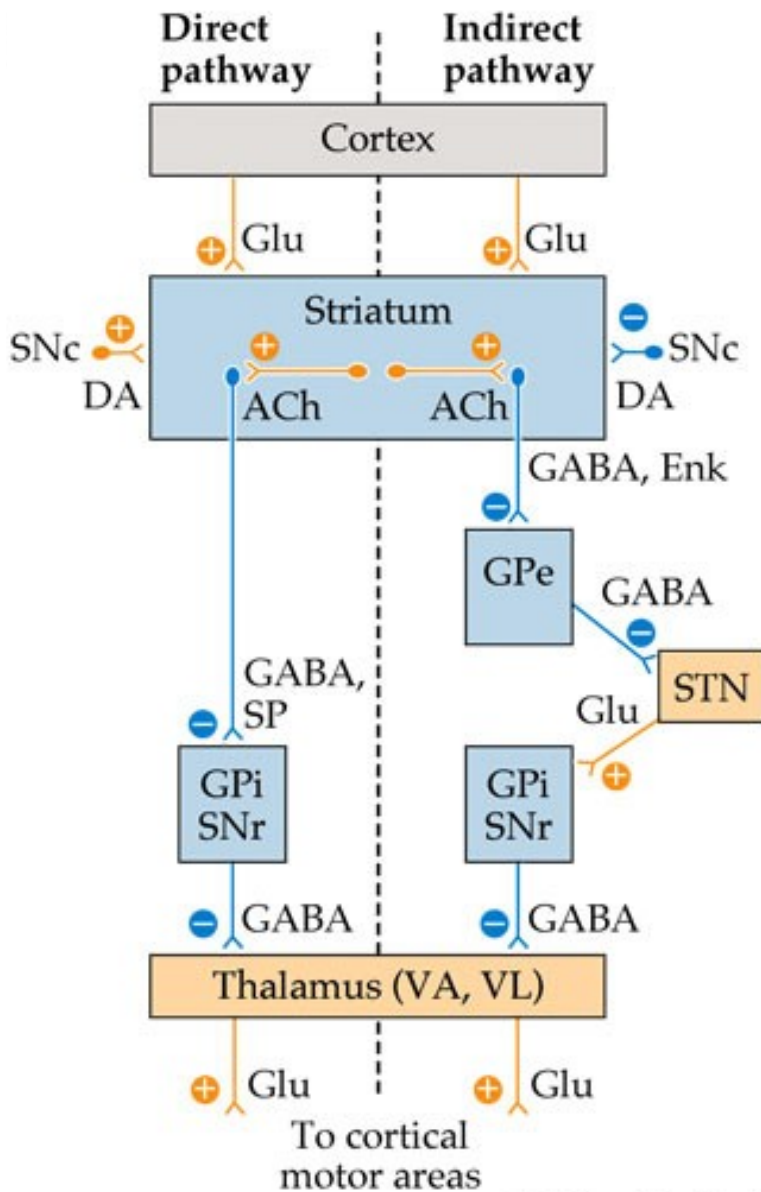 Direct
pathway
Indirect
pathway
Cortex
+ Glu
+ Glu
Striatum
SNc +
DA
− SNc
DA
+
ACh
+
ACh
GABA, Enk
−
GPe
GABA
−
STN
Glu
+
GABA,
SP
−
GPi
SNr
GPi
SNr
− GABA
− GABA
Thalamus (VA, VL)
+ Glu
+ Glu
To cortical
motor areas